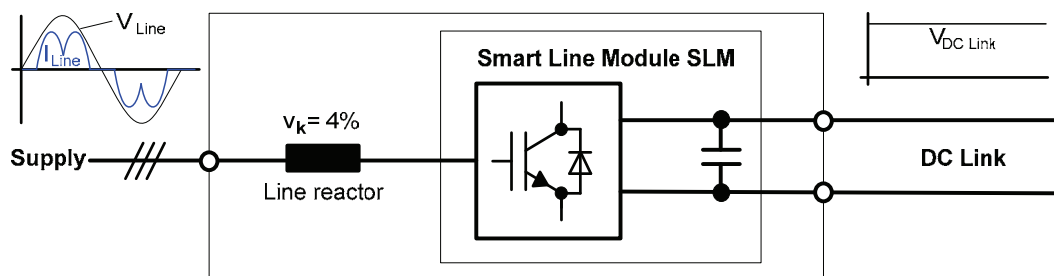 V Line
I Line
Smart Line Module SLM
V DC Link
vk= 4%
Supply
Line reactor
DC Link